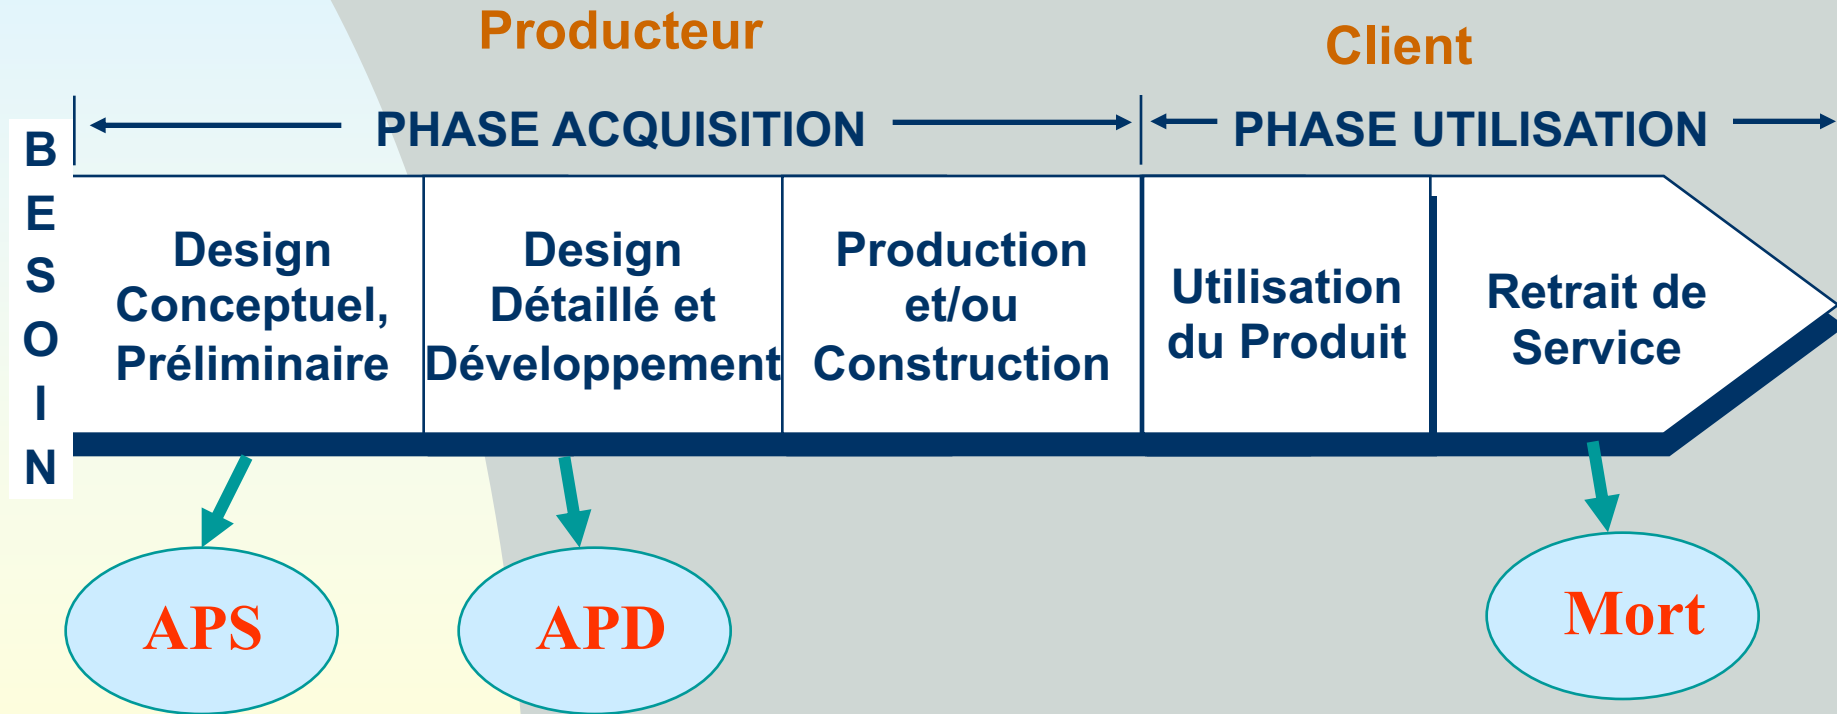 Producteur
Client
PHASE ACQUISITION
PHASE UTILISATION
B
E
S
O
I
N
Design
Conceptuel,
Préliminaire
Design
Détaillé et
Développement
Production
et/ou
Construction
Utilisation
du Produit
Retrait de
Service
APS
APD
Mort